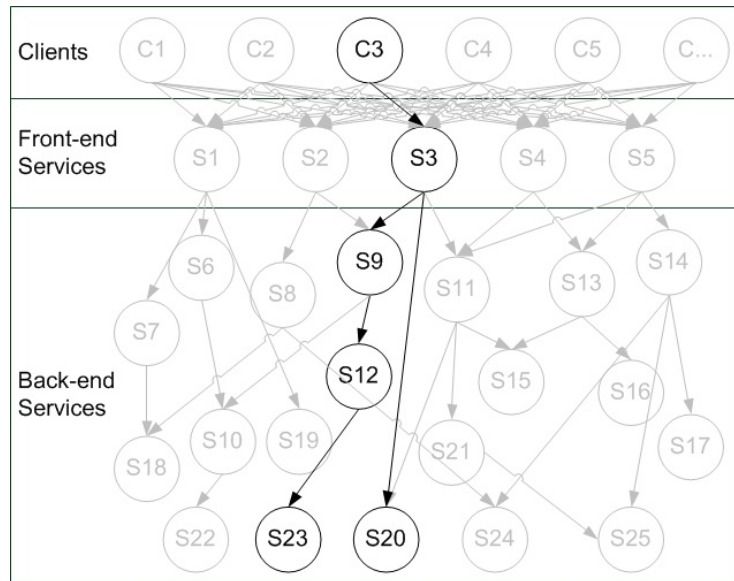 Clients
C1
C2
C3
C4
C5
C...
Front-end
Services
S1
S2
S3
S4
S5
Back-end
Services
S6
S7
S8
S9
S11
S13
S14
S12
S15
S16
S18
S10
S19
S21
S17
S22
S23
S20
S24
S25